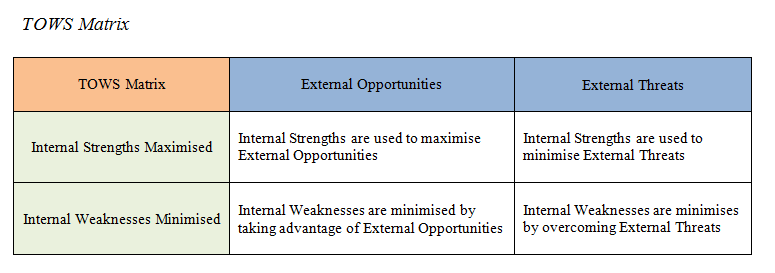 TOWS Matrix
TOWS Matrix
External Opportunities
External Threats
Internal Strengths Maximised
Internal Strengths are used to maximise
External Opportunities
Internal Strengths are used to
minimise External Threats
Internal Weaknesses Minimised
Internal Weaknesses are minimised by
taking advantage of External Opportunities
Internal Weaknesses are minimises
by overcoming External Threats